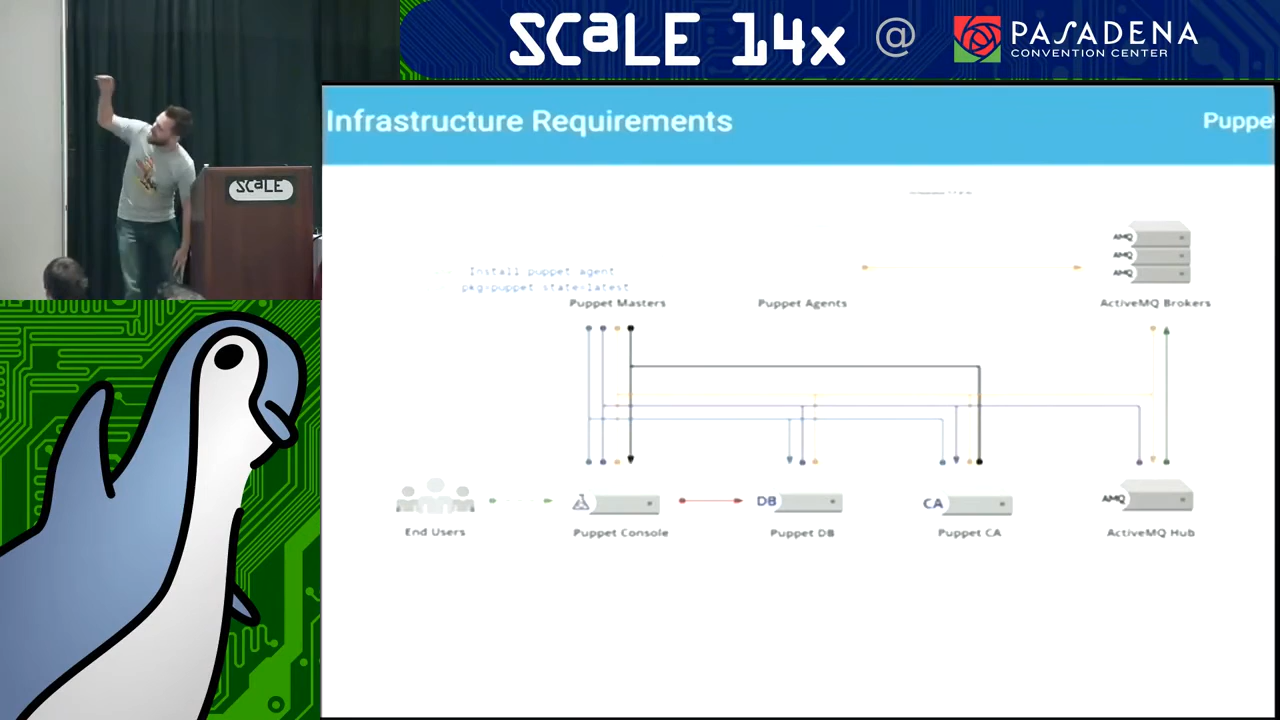 SCaLE 14x @ PASADENA
CONVENTION CENTER
Infrastructure Requirements
Puppe
SCaLE
AMQ
AMQ
AMQ
Install puppet agent
pkg-puppet state=latest
Puppet Masters
Puppet Agents
ActiveMQ Brokers
DB
CA
AMQ
End Users
Puppet Console
Puppet DB
Puppet CA
ActiveMQ Hub